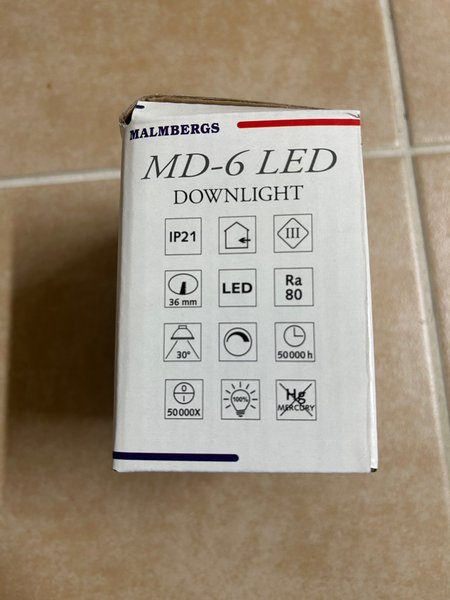 MALMBERGS
MD-6 LED
DOWNLIGHT
IP21
III
36 mm
LED
Ra
80
30°
50000 h
I
O
50000X
100%
Hg
MERCURY